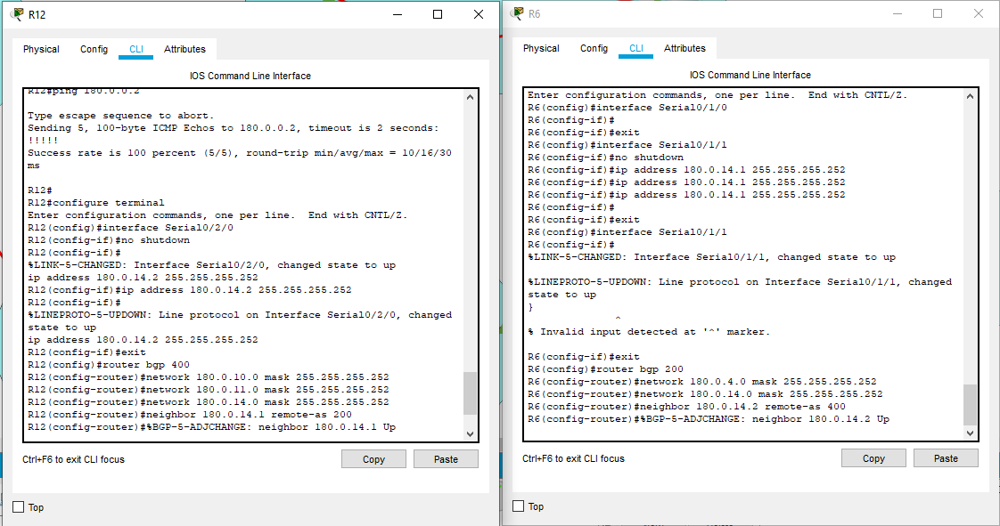 R12
Physical Config CLI Attributes
IOS Command Line Interface
R12#ping 180.0.0.2
Type escape sequence to abort.
Sending 5, 100-byte ICMP Echos to 180.0.0.2, timeout is 2 seconds:
!!!!!
Success rate is 100 percent (5/5), round-trip min/avg/max = 10/16/30
ms
R12#
R12#configure terminal
Enter configuration commands, one per line.  End with CNTL/Z.
R12(config)#interface Serial0/2/0
R12(config-if)#no shutdown
R12(config-if)#
%LINK-5-CHANGED: Interface Serial0/2/0, changed state to up
ip address 180.0.14.2 255.255.255.252
R12(config-if)#ip address 180.0.14.2 255.255.255.252
R12(config-if)#
%LINEPROTO-5-UPDOWN: Line protocol on Interface Serial0/2/0, changed
state to up
ip address 180.0.14.2 255.255.255.252
R12(config-if)#exit
R12(config)#router bgp 400
R12(config-router)#network 180.0.10.0 mask 255.255.255.252
R12(config-router)#network 180.0.11.0 mask 255.255.255.252
R12(config-router)#network 180.0.14.0 mask 255.255.255.252
R12(config-router)#neighbor 180.0.14.1 remote-as 200
R12(config-router)#%BGP-5-ADJCHANGE: neighbor 180.0.14.1 Up
Ctrl+F6 to exit CLI focus
Copy
Paste
Top
R6
Physical Config CLI Attributes
IOS Command Line Interface
Enter configuration commands, one per line.  End with CNTL/Z.
R6(config)#interface Serial0/1/0
R6(config-if)#
R6(config-if)#exit
R6(config)#interface Serial0/1/1
R6(config-if)#no shutdown
R6(config-if)#ip address 180.0.14.1 255.255.255.252
R6(config-if)#ip address 180.0.14.1 255.255.255.252
R6(config-if)#ip address 180.0.14.1 255.255.255.252
R6(config-if)#
R6(config-if)#exit
R6(config)#interface Serial0/1/1
R6(config-if)#
%LINK-5-CHANGED: Interface Serial0/1/1, changed state to up
%LINEPROTO-5-UPDOWN: Line protocol on Interface Serial0/1/1, changed
state to up
}
^
% Invalid input detected at '^' marker.
R6(config-if)#exit
R6(config)#router bgp 200
R6(config-router)#network 180.0.4.0 mask 255.255.255.252
R6(config-router)#network 180.0.14.0 mask 255.255.255.252
R6(config-router)#neighbor 180.0.14.2 remote-as 400
R6(config-router)#%BGP-5-ADJCHANGE: neighbor 180.0.14.2 Up
Ctrl+F6 to exit CLI focus
Copy
Paste
Top